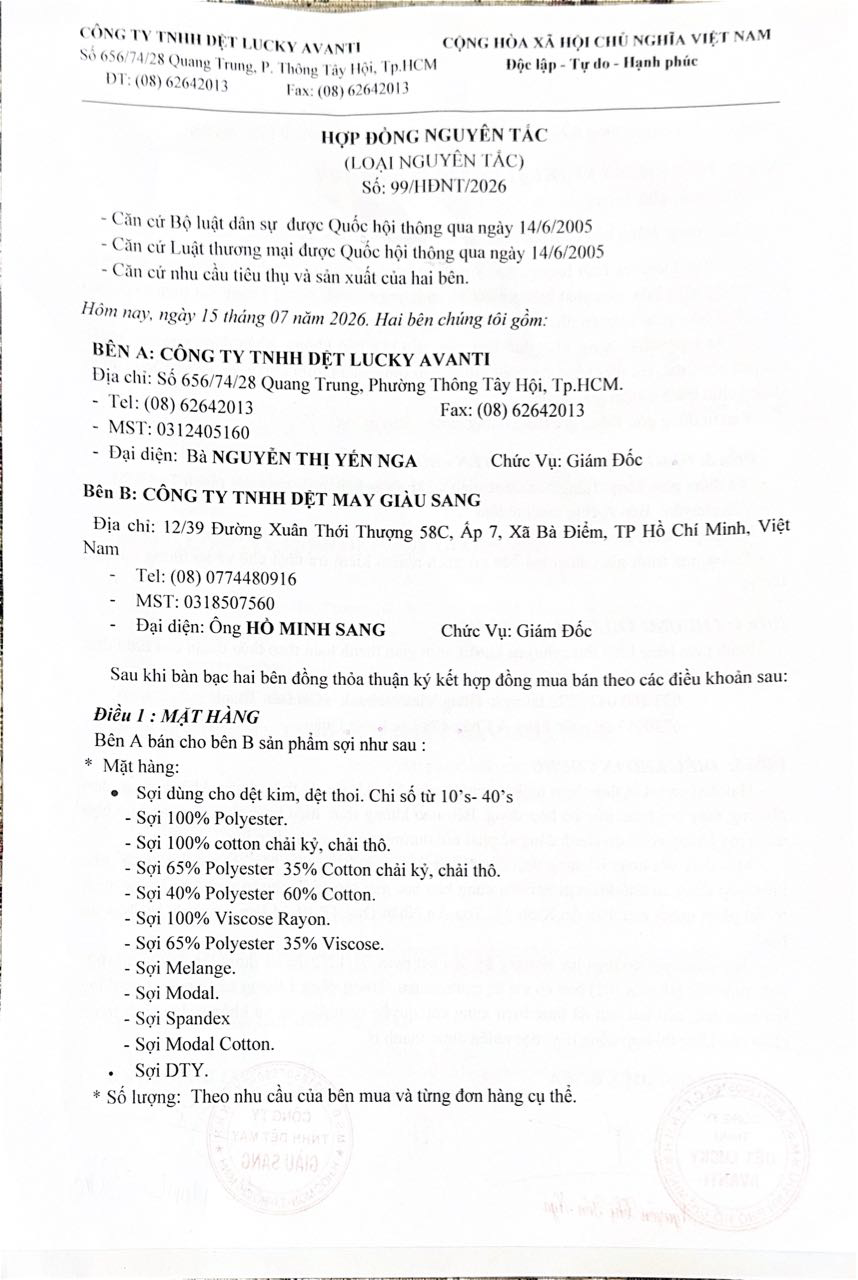 CÔNG TY TNHH DỆT LUCKY AVANTI
CỘNG HÒA XÃ HỘI CHỦ NGHĨA VIỆT NAM
Số 656/74/28 Quang Trung, P. Thông Tây Hội, Tp.HCM
Độc lập - Tự do - Hạnh phúc
ĐT: (08) 62642013 Fax: (08) 62642013
HỢP ĐỒNG NGUYÊN TẮC
(LOẠI NGUYÊN TẮC)
Số: 99/HĐNT/2026
- Căn cứ Bộ luật dân sự được Quốc hội thông qua ngày 14/6/2005
- Căn cứ Luật thương mại được Quốc hội thông qua ngày 14/6/2005
- Căn cứ nhu cầu tiêu thụ và sản xuất của hai bên.
Hôm nay, ngày 15 tháng 07 năm 2026. Hai bên chúng tôi gồm:
BÊN A: CÔNG TY TNHH DỆT LUCKY AVANTI
Địa chỉ: Số 656/74/28 Quang Trung, Phường Thông Tây Hội, Tp.HCM.
- Tel: (08) 62642013 Fax: (08) 62642013
- MST: 0312405160
- Đại diện: Bà NGUYỄN THỊ YẾN NGA Chức Vụ: Giám Đốc
Bên B: CÔNG TY TNHH DỆT MAY GIÀU SANG
Địa chỉ: 12/39 Đường Xuân Thới Thượng 58C, Ấp 7, Xã Bà Điểm, TP Hồ Chí Minh, Việt
Nam
- Tel: (08) 0774480916
- MST: 0318507560
- Đại diện: Ông HỒ MINH SANG Chức Vụ: Giám Đốc
Sau khi bàn bạc hai bên đồng thỏa thuận ký kết hợp đồng mua bán theo các điều khoản sau:
Điều 1 : MẶT HÀNG
Bên A bán cho bên B sản phẩm sợi như sau :
* Mặt hàng:
• Sợi dùng cho dệt kim, dệt thoi. Chi số từ 10's- 40's
- Sợi 100% Polyester.
- Sợi 100% cotton chải kỹ, chải thô.
- Sợi 65% Polyester 35% Cotton chải kỹ, chải thô.
- Sợi 40% Polyester 60% Cotton.
- Sợi 100% Viscose Rayon.
- Sợi 65% Polyester 35% Viscose.
- Sợi Melange.
- Sợi Modal.
- Sợi Spandex
- Sợi Modal Cotton.
. Sợi DTY.
* Số lượng: Theo nhu cầu của bên mua và từng đơn hàng cụ thể.